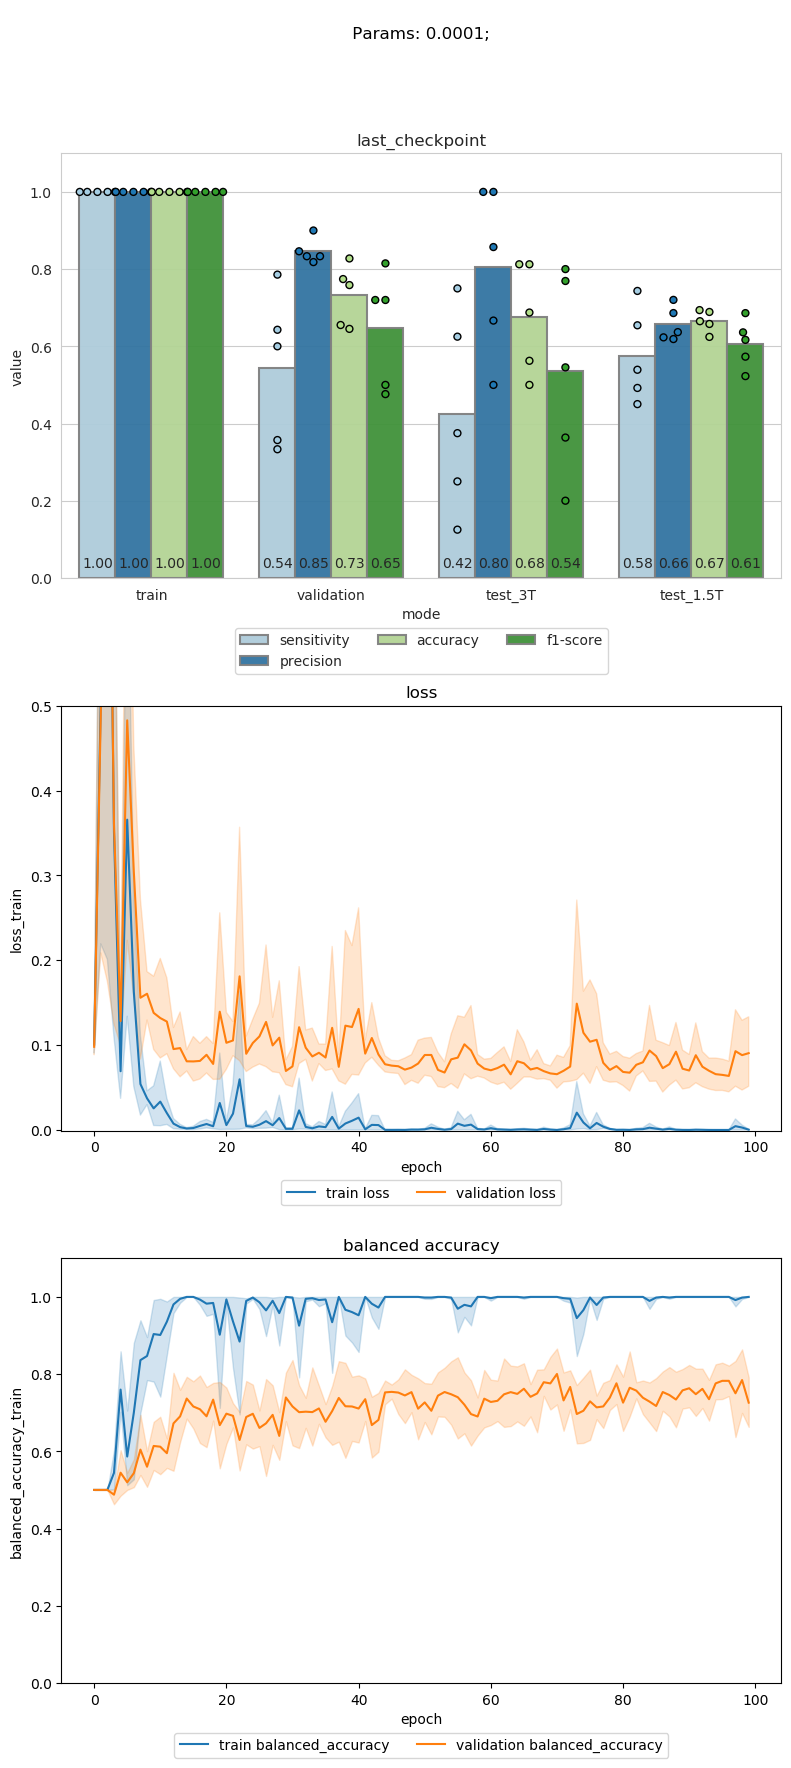 Params: 0.0001;
last_checkpoint
1.0
0.8
0.6
0.4
0.2
0.0
value
1.00 1.00 1.00 1.00 0.54 0.85 0.73 0.65 0.42 0.80 0.68 0.54 0.58 0.66 0.67 0.61
train validation test_3T test_1.5T
mode
sensitivity accuracy f1-score
precision
loss
0.5
0.4
0.3
0.2
0.1
0.0
loss_train
0 20 40 60 80 100
epoch
train loss validation loss
balanced accuracy
1.0
0.8
0.6
0.4
0.2
0.0
balanced_accuracy_train
0 20 40 60 80 100
epoch
train balanced_accuracy validation balanced_accuracy